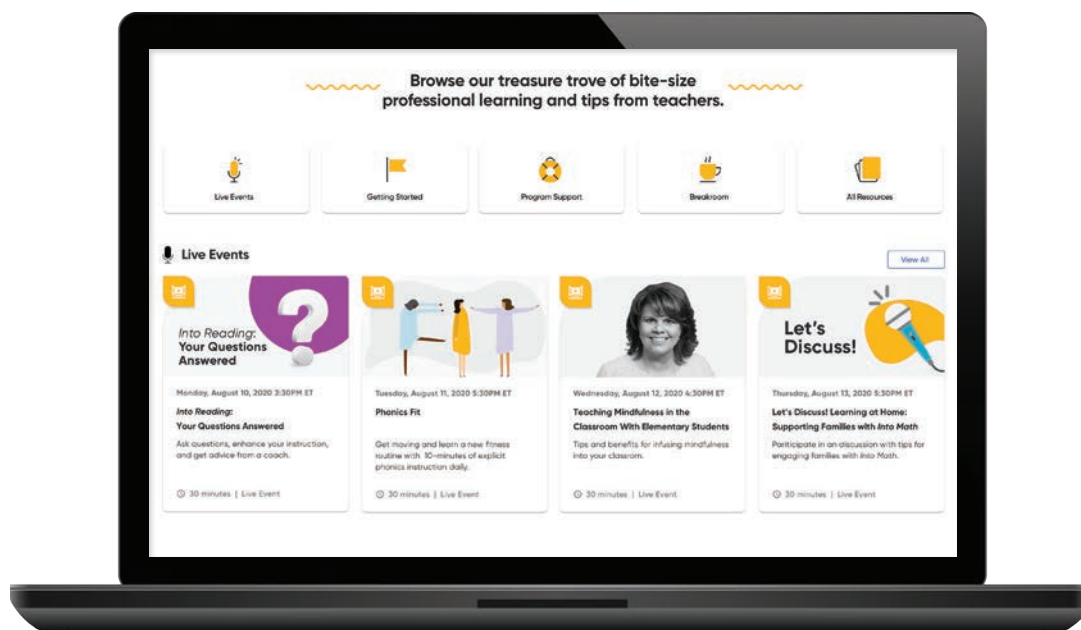 Browse our treasure trove of bite-size
professional learning and tips from teachers.
Live Events
Getting Started
Program Support
Breakroom
All Resources
Live Events
View All
Into Reading:
Your Questions
Answered
Monday, August 10, 2020 3:30PM ET
Into Reading:
Your Questions Answered
Ask questions, enhance your instruction,
and get advice from a coach.
30 minutes | Live Event
Tuesday, August 11, 2020 5:30PM ET
Phonics Fit
Get moving and learn a new fitness
routine with 10-minutes of explicit
phonics instruction daily.
30 minutes | Live Event
Wednesday, August 12, 2020 4:30PM ET
Teaching Mindfulness in the
Classroom With Elementary Students
Tips and benefits for infusing mindfulness
into your classrom.
30 minutes | Live Event
Let's
Discuss!
Thursday, August 13, 2020 5:30PM ET
Let's Discuss! Learning at Home:
Supporting Families with Into Math
Participate in an discussion with tips for
engaging families with Into Math.
30 minutes | Live Event